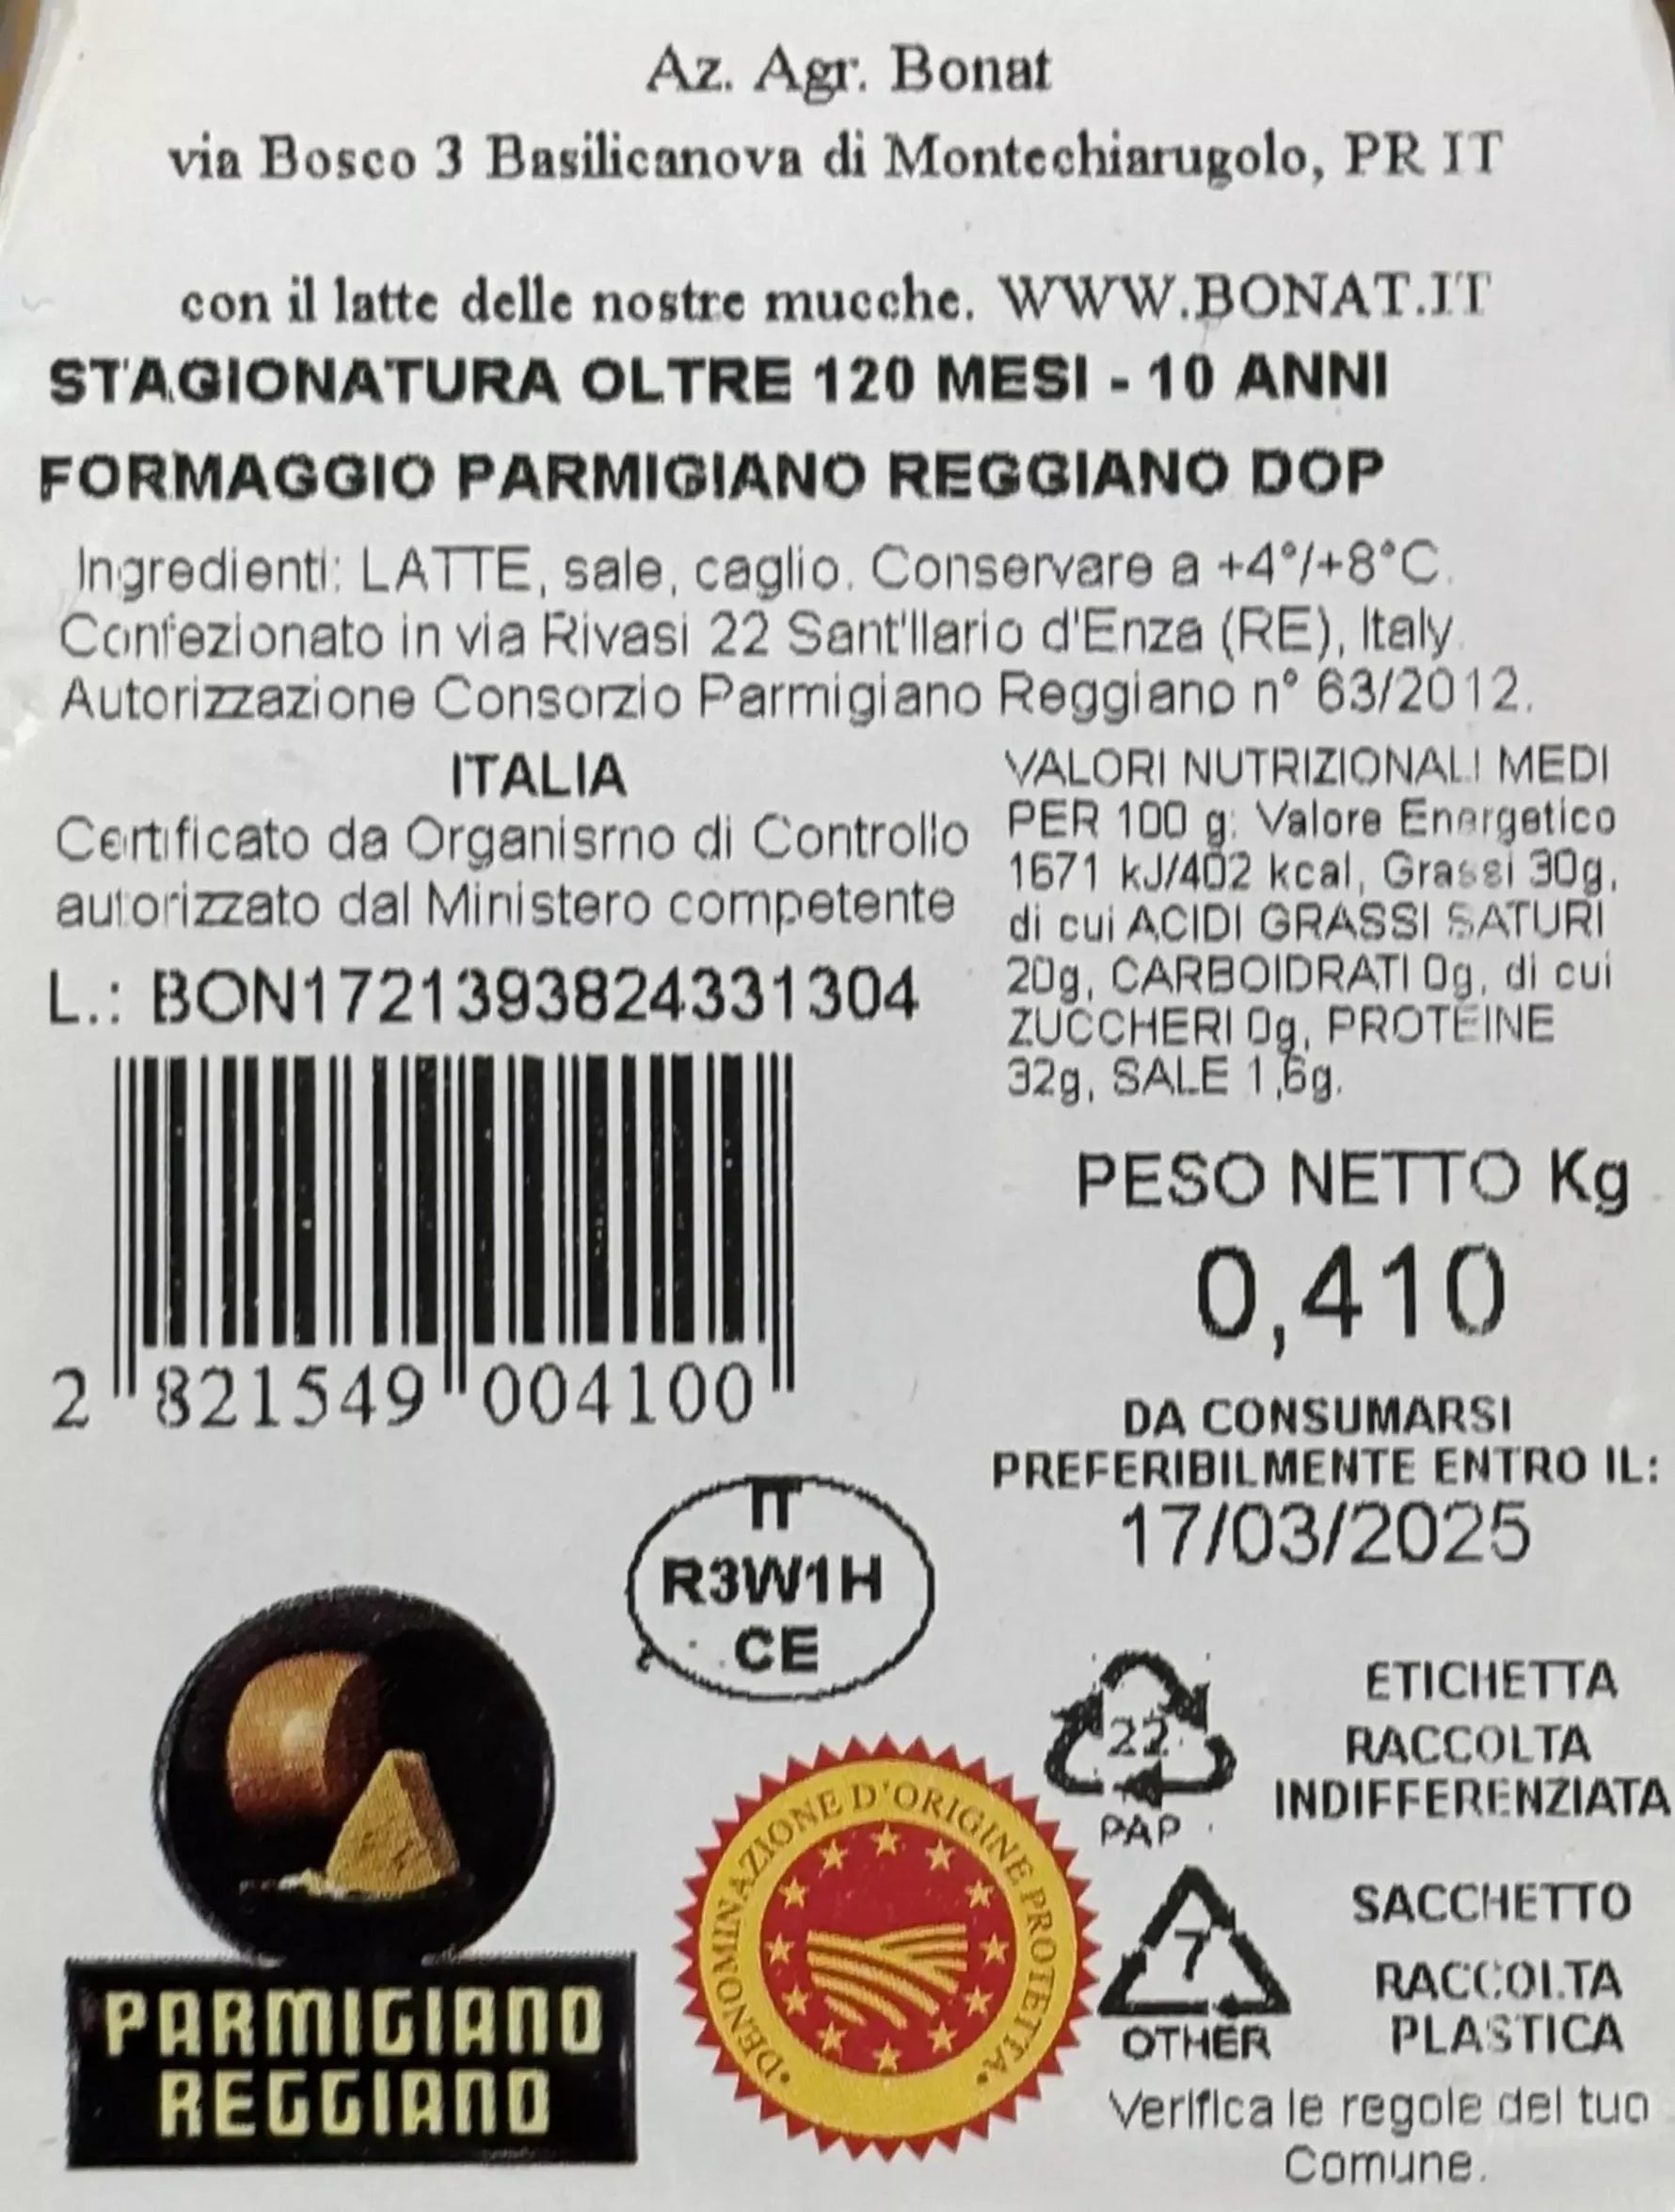 Az. Agr. Bonat
via Bosco 3 Basilicanova di Montechiarugolo, PR IT
con il latte delle nostre mucche. WWW.BONAT.IT
STAGIONATURA OLTRE 120 MESI - 10 ANNI
FORMAGGIO PARMIGIANO REGGIANO DOP
Ingredienti: LATTE, sale, caglio. Conservare a +4°/+8°C.
Confezionato in via Rivasi 22 Sant'Ilario d'Enza (RE), Italy.
Autorizzazione Consorzio Parmigiano Reggiano n° 63/2012.
ITALIA
Certificato da Organismo di Controllo
autorizzato dal Ministero competente
L.: BON1721393824331304
VALORI NUTRIZIONALI MEDI
PER 100 g: Valore Energetico
1671 kJ/402 kcal, Grassi 30g,
di cui ACIDI GRASSI SATURI
20g, CARBOIDRATI 0g, di cui
ZUCCHERI 0g, PROTEINE
32g, SALE 1,6g.
2 821549 004100
PESO NETTO Kg
0,410
DA CONSUMARSI
PREFERIBILMENTE ENTRO IL:
17/03/2025
IT
R3W1H
CE
PARMIGIANO
REGGIANO
DENOMINAZIONE D'ORIGINE PROTETTA
22
PAP
ETICHETTA
RACCOLTA
INDIFFERENZIATA
7
OTHER
SACCHETTO
RACCOLTA
PLASTICA
Verifica le regole del tuo
Comune.